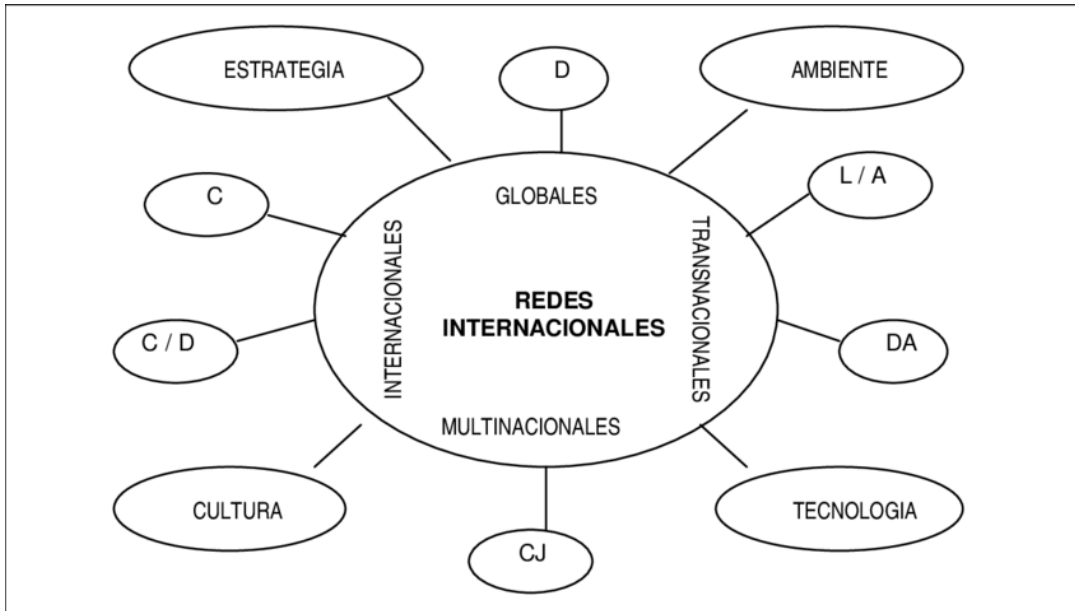 ESTRATEGIA
D
AMBIENTE
C
L / A
GLOBALES
INTERNACIONALES
TRANSNACIONALES
REDES
INTERNACIONALES
C / D
DA
MULTINACIONALES
CULTURA
TECNOLOGIA
CJ